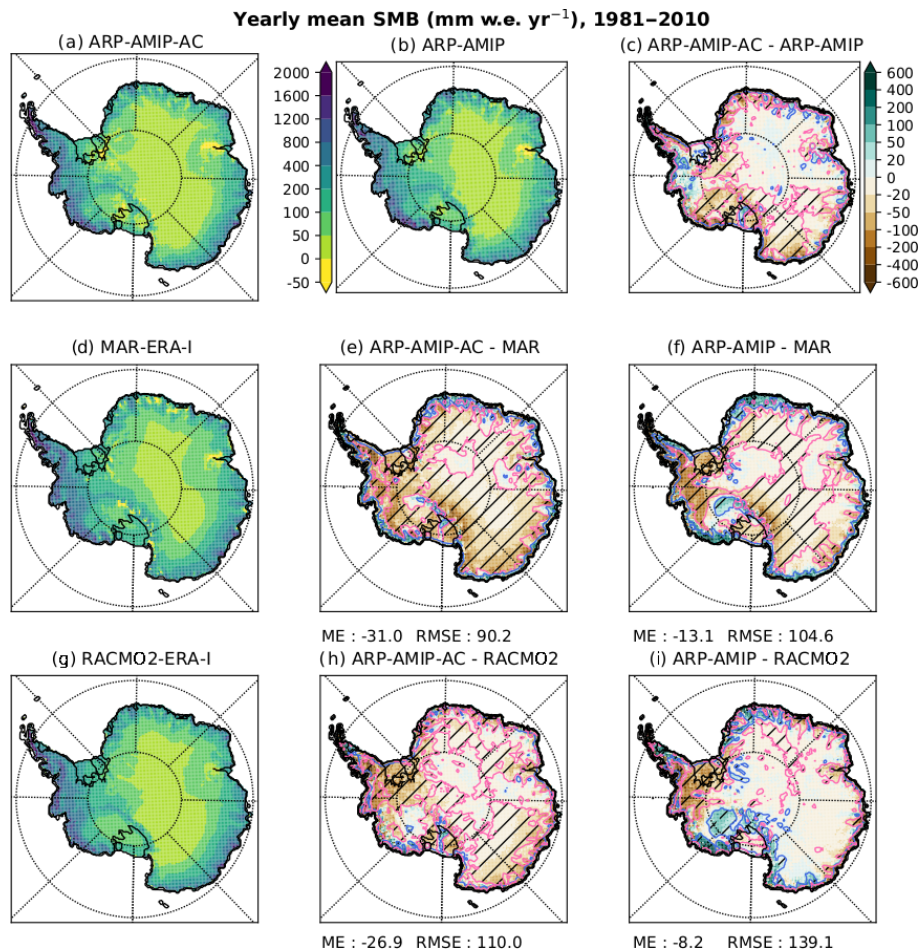 Yearly mean SMB (mm w.e. yr⁻¹), 1981–2010
(a) ARP-AMIP-AC
(b) ARP-AMIP
(c) ARP-AMIP-AC - ARP-AMIP
2000
1600
1200
800
400
200
100
50
0
-50
600
400
200
100
50
20
0
-20
-50
-100
-200
-400
-600
(d) MAR-ERA-I
(e) ARP-AMIP-AC - MAR
(f) ARP-AMIP - MAR
ME : -31.0 RMSE : 90.2
ME : -13.1 RMSE : 104.6
(g) RACMO2-ERA-I
(h) ARP-AMIP-AC - RACMO2
(i) ARP-AMIP - RACMO2
ME : -26.9 RMSE : 110.0
ME : -8.2 RMSE : 139.1